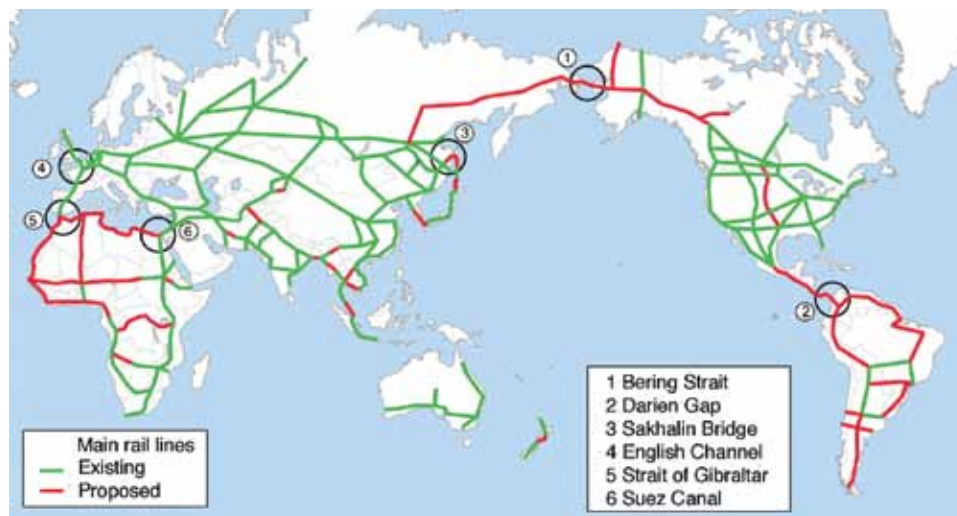 1
3
4
5
6
2
1 Bering Strait
2 Darien Gap
3 Sakhalin Bridge
4 English Channel
5 Strait of Gibraltar
6 Suez Canal
Main rail lines
Existing
Proposed